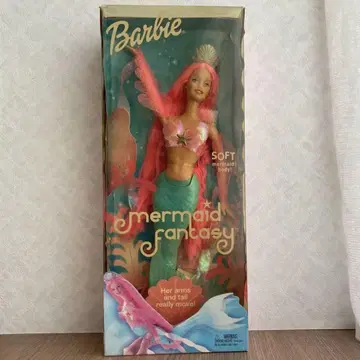 Barbie
SOFT
mermaid
body!
mermaid
fantasy
Her arms
and tail
really move!